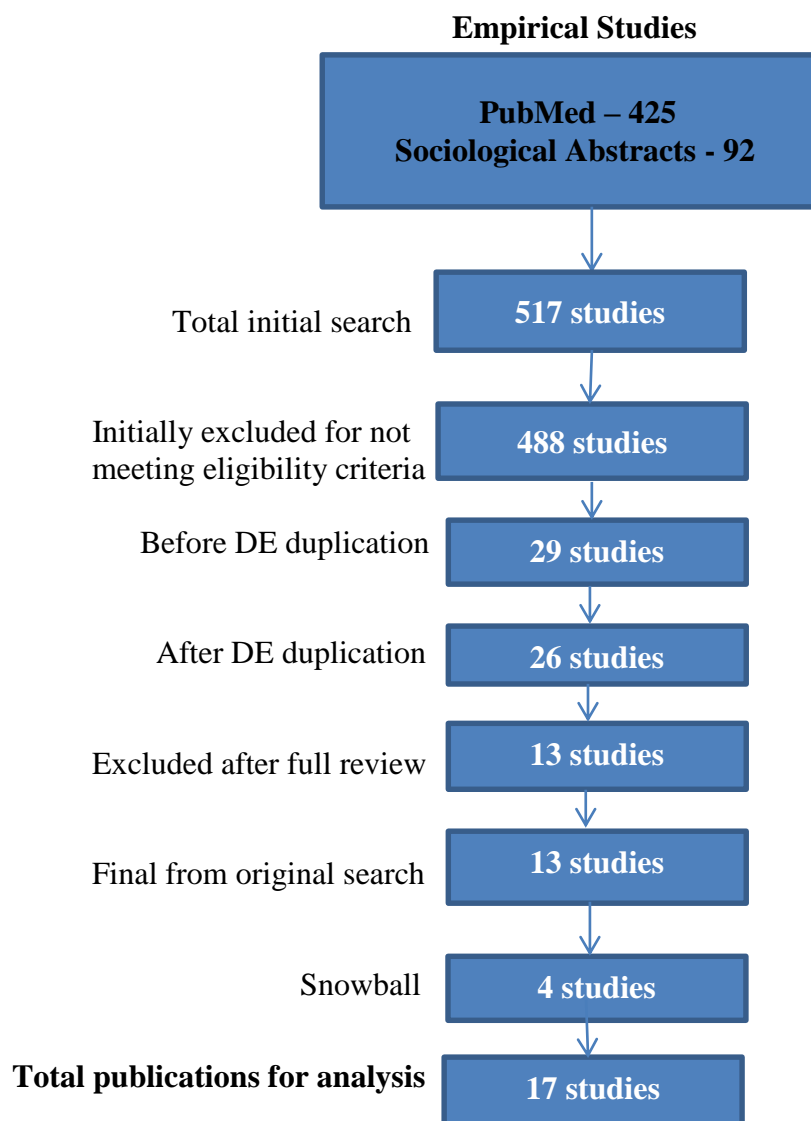 Empirical Studies
PubMed – 425
Sociological Abstracts - 92
Total initial search
517 studies
Initially excluded for not
meeting eligibility criteria
488 studies
Before DE duplication
29 studies
After DE duplication
26 studies
Excluded after full review
13 studies
Final from original search
13 studies
Snowball
4 studies
Total publications for analysis
17 studies